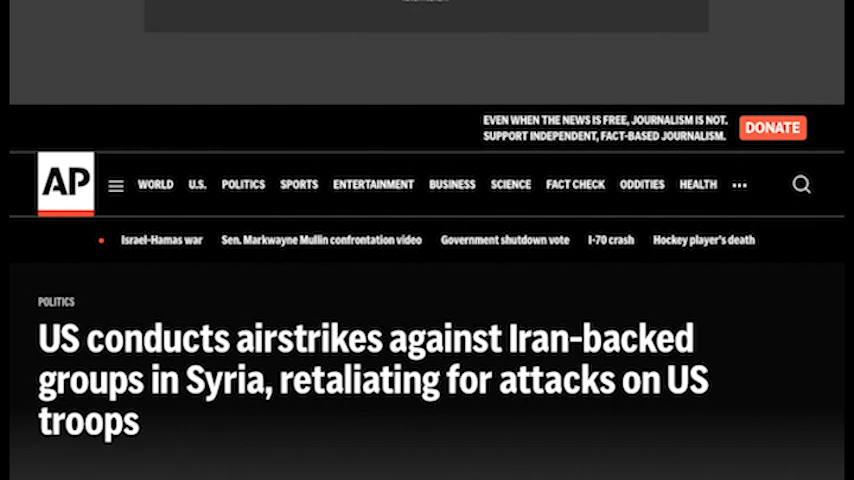 EVEN WHEN THE NEWS IS FREE, JOURNALISM IS NOT.
SUPPORT INDEPENDENT, FACT-BASED JOURNALISM.
DONATE
AP
WORLD U.S. POLITICS SPORTS ENTERTAINMENT BUSINESS SCIENCE FACT CHECK ODDITIES HEALTH ...
Israel-Hamas war Sen. Markwayne Mullin confrontation video Government shutdown vote I-70 crash Hockey player's death
POLITICS
US conducts airstrikes against Iran-backed
groups in Syria, retaliating for attacks on US
troops